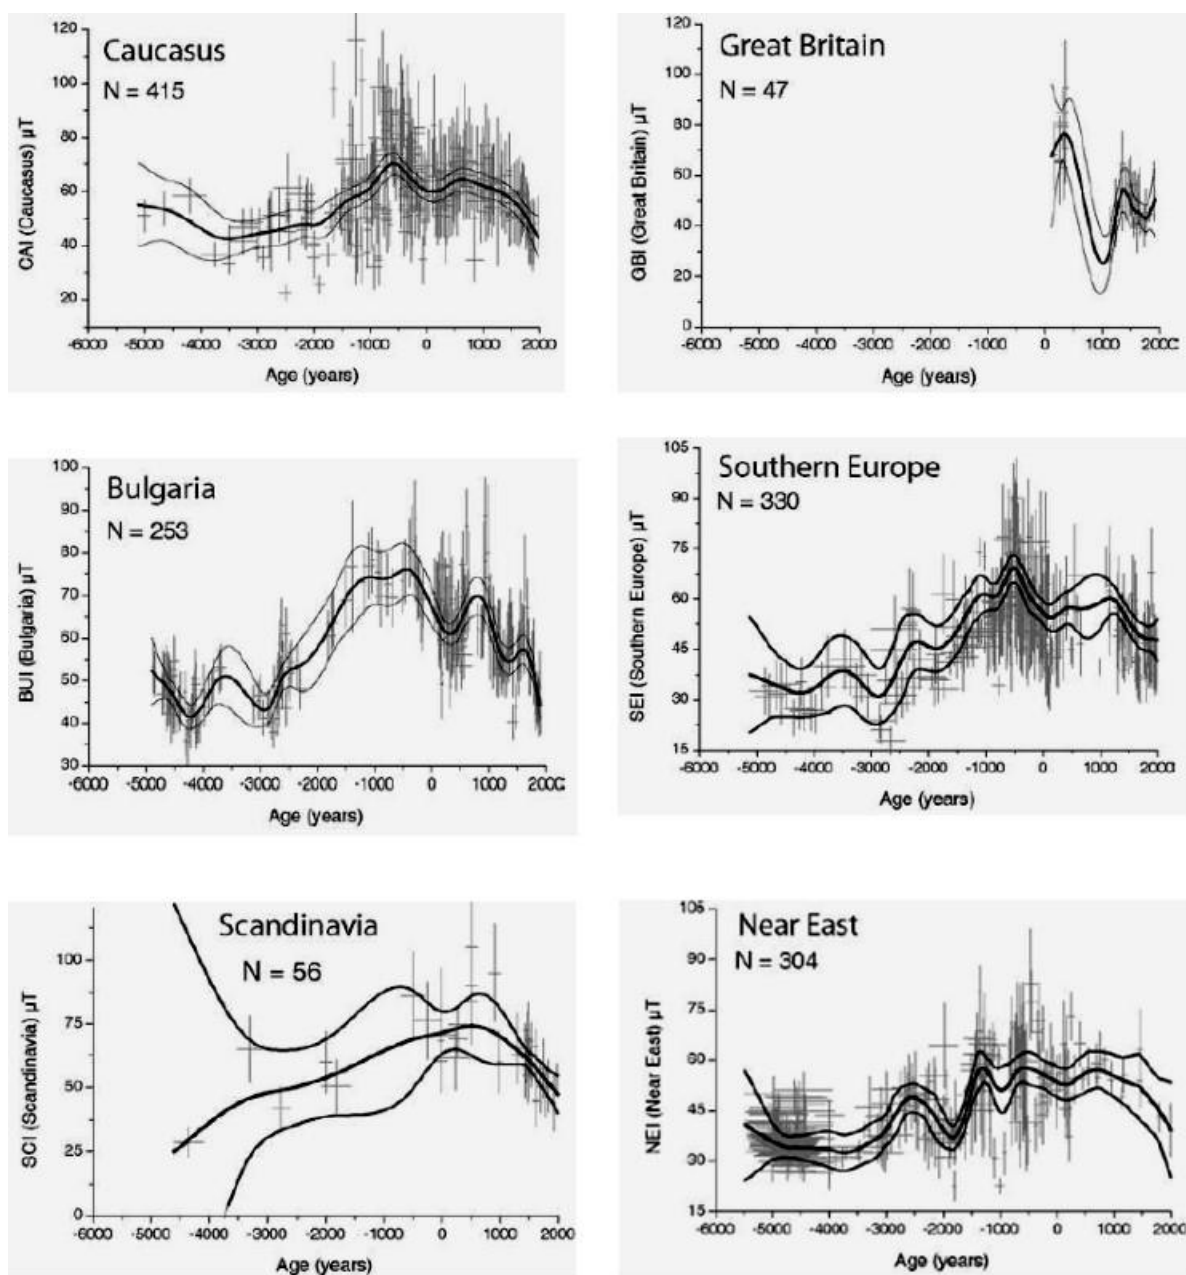 Caucasus
N = 415
CAI (Caucasus) µT
120
100
80
60
40
20
-6000 -5000 -4000 -3000 -2000 -1000 0 1000 2000
Age (years)
Great Britain
N = 47
GBI (Great Britain) µT
120
100
80
60
40
20
0
-6000 -5000 -4000 -3000 -2000 -1000 0 1000 2000
Age (years)
Bulgaria
N = 253
BUI (Bulgaria) µT
100
90
80
70
60
50
40
30
-6000 -5000 -4000 -3000 -2000 -1000 0 1000 2000
Age (years)
Southern Europe
N = 330
SEI (Southern Europe) µT
105
90
75
60
45
30
15
-6000 -5000 -4000 -3000 -2000 -1000 0 1000 2000
Age (years)
Scandinavia
N = 56
SCI (Scandinavia) µT
100
75
50
25
0
-6000 -5000 -4000 -3000 -2000 -1000 0 1000 2000
Age (years)
Near East
N = 304
NEI (Near East) µT
105
90
75
60
45
30
15
-6000 -5000 -4000 -3000 -2000 -1000 0 1000 2000
Age (years)